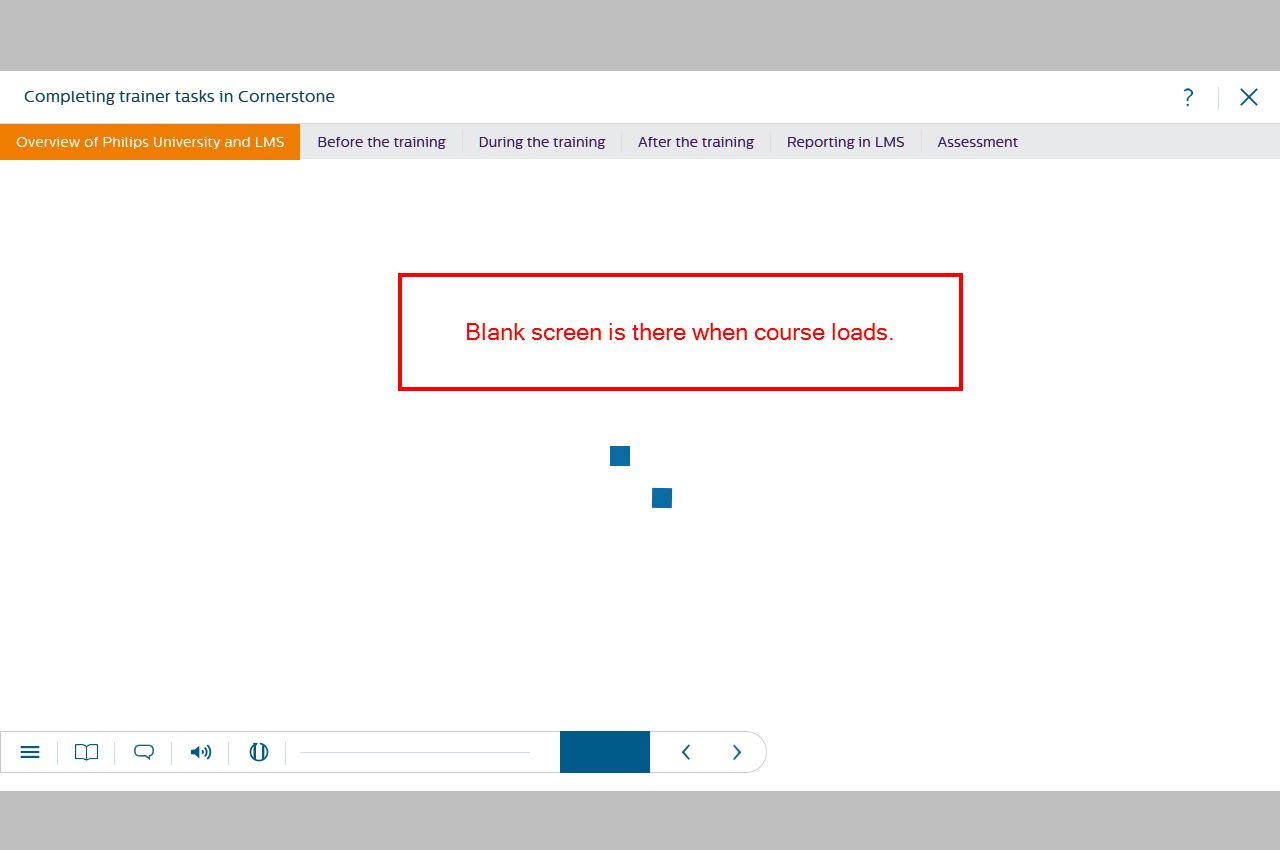 Completing trainer tasks in Cornerstone
?
Overview of Philips University and LMS
Before the training
During the training
After the training
Reporting in LMS
Assessment
Blank screen is there when course loads.